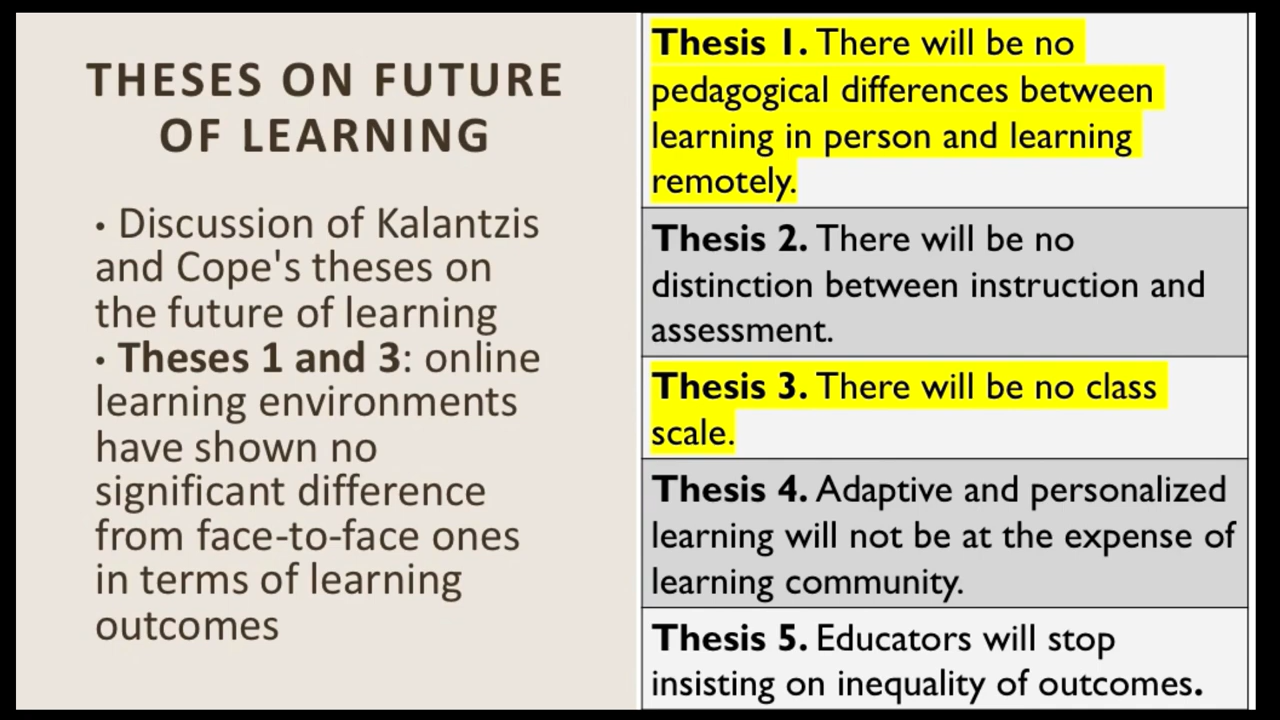 THESES ON FUTURE
OF LEARNING
• Discussion of Kalantzis
and Cope's theses on
the future of learning
• Theses 1 and 3: online
learning environments
have shown no
significant difference
from face-to-face ones
in terms of learning
outcomes
Thesis 1. There will be no
pedagogical differences between
learning in person and learning
remotely.
Thesis 2. There will be no
distinction between instruction and
assessment.
Thesis 3. There will be no class
scale.
Thesis 4. Adaptive and personalized
learning will not be at the expense of
learning community.
Thesis 5. Educators will stop
insisting on inequality of outcomes.